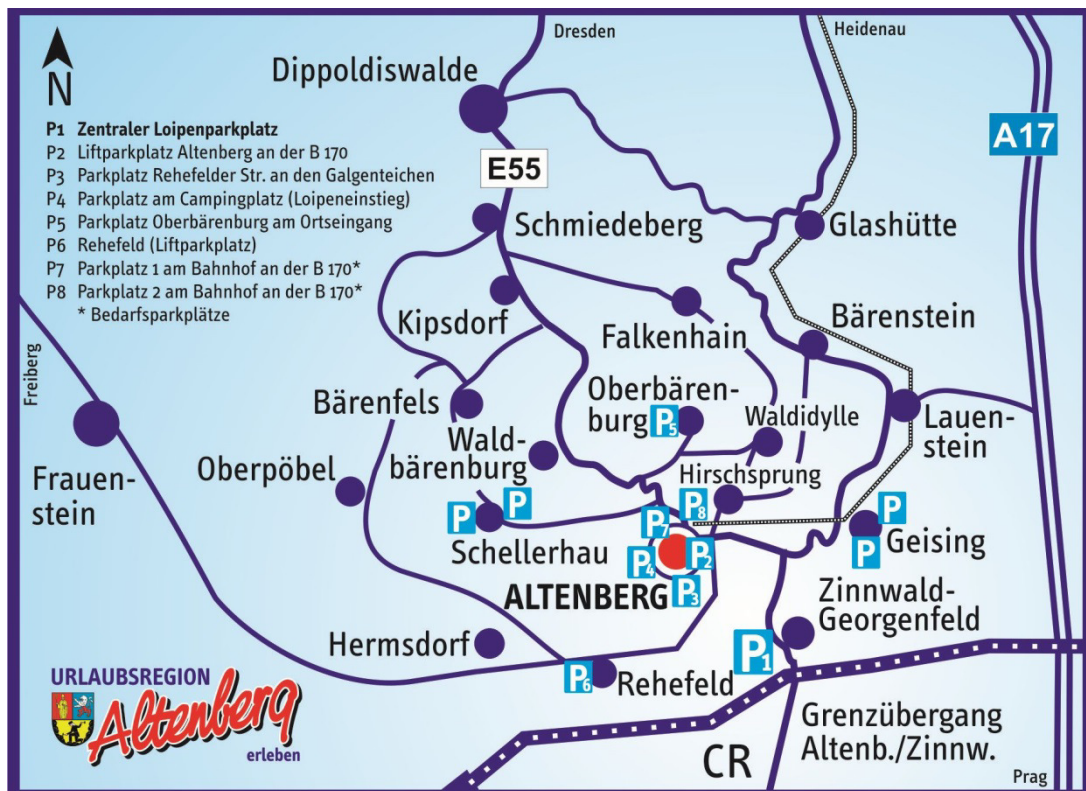 Dresden
Heidenau
Dippoldiswalde
N
P1 Zentraler Loipenparkplatz
P2 Liftparkplatz Altenberg an der B 170
P3 Parkplatz Rehefelder Str. an den Galgenteichen
P4 Parkplatz am Campingplatz (Loipeneinstieg)
P5 Parkplatz Oberbärenburg am Ortseingang
P6 Rehefeld (Liftparkplatz)
P7 Parkplatz 1 am Bahnhof an der B 170*
P8 Parkplatz 2 am Bahnhof an der B 170*
* Bedarfsparkplätze
A17
E55
Schmiedeberg
Glashütte
Kipsdorf
Falkenhain
Bärenstein
Freiberg
Bärenfels
Oberbären-
burg
P5
Waldidylle
Lauen-
stein
Frauen-
stein
Oberpöbel
Wald-
bärenburg
Hirschsprung
P
P
Schellerhau
P8
P7
P
P
Geising
P4
P2
P3
ALTENBERG
Zinnwald-
Georgenfeld
Hermsdorf
P1
P6
Rehefeld
URLAUBSREGION
Altenberg
erleben
Grenzübergang
Altenb./Zinnw.
CR
Prag